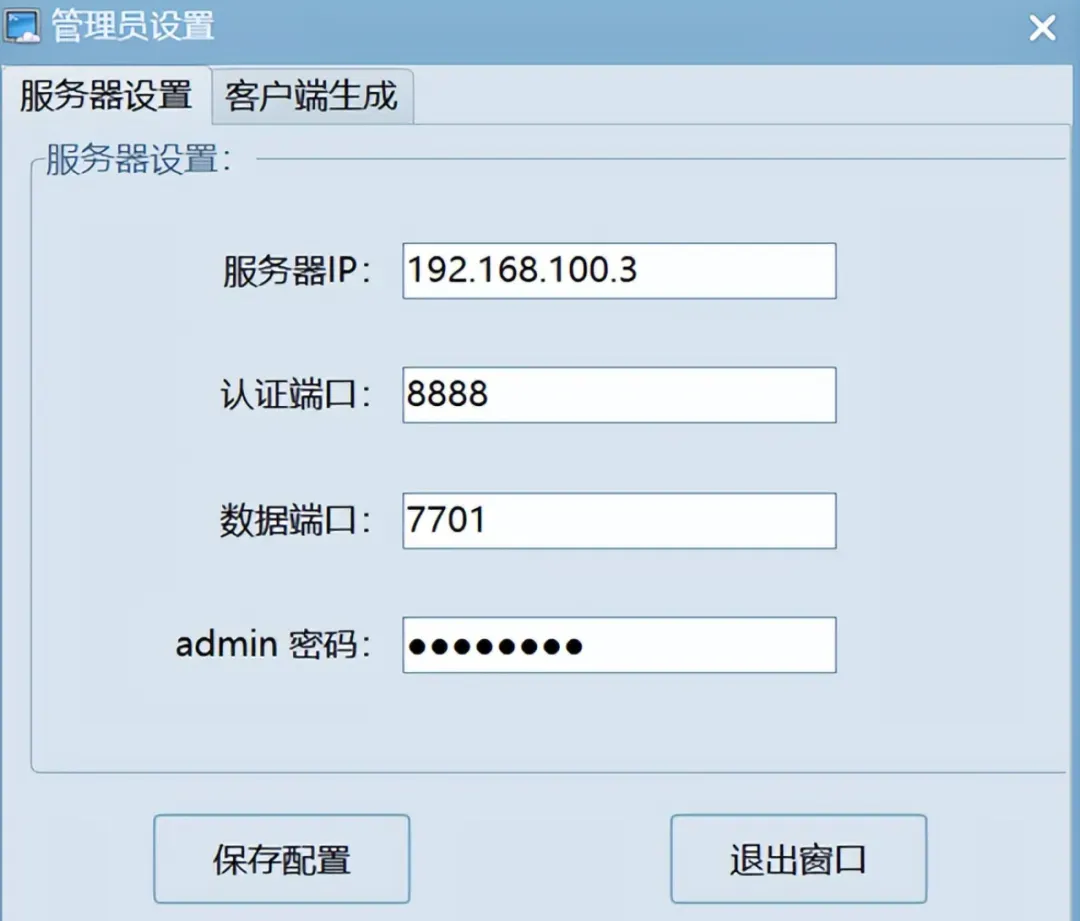 管理员设置
服务器设置 客户端生成
服务器设置：
服务器IP： 192.168.100.3
认证端口： 8888
数据端口： 7701
admin 密码： ●●●●●●●●
保存配置 退出窗口